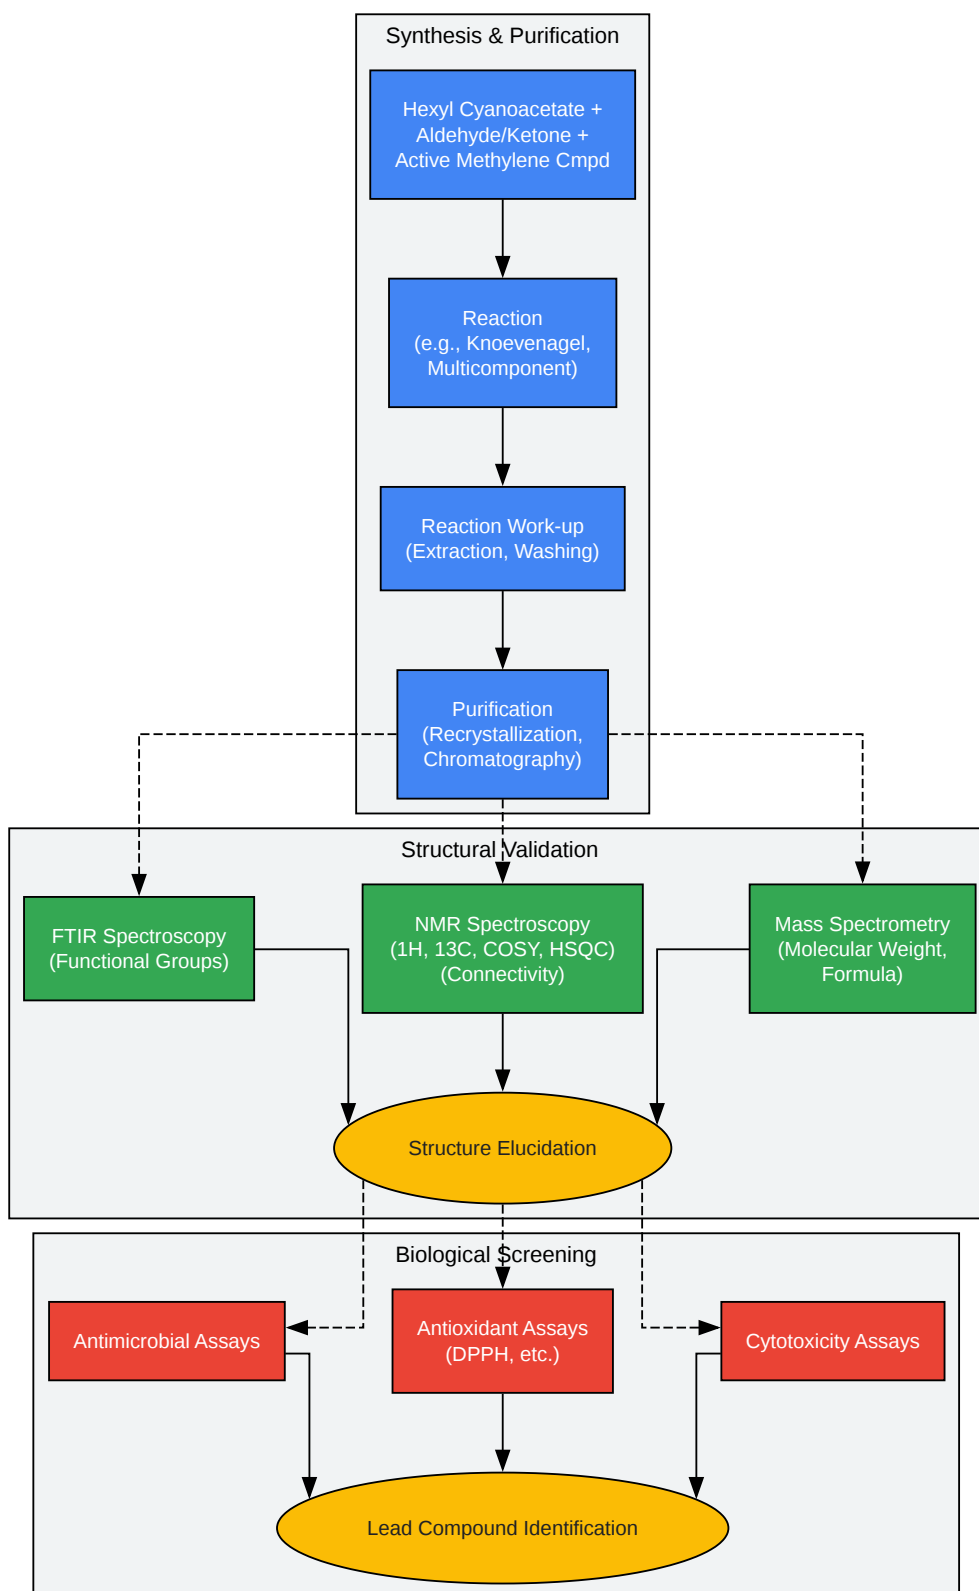 Synthesis & Purification
Hexyl Cyanoacetate +
Aldehyde/Ketone +
Active Methylene Cmpd
Reaction
(e.g., Knoevenagel,
Multicomponent)
Reaction Work-up
(Extraction, Washing)
Purification
(Recrystallization,
Chromatography)
Structural Validation
FTIR Spectroscopy
(Functional Groups)
NMR Spectroscopy
(1H, 13C, COSY, HSQC)
(Connectivity)
Mass Spectrometry
(Molecular Weight,
Formula)
Structure Elucidation
Biological Screening
Antimicrobial Assays
Antioxidant Assays
(DPPH, etc.)
Cytotoxicity Assays
Lead Compound Identification